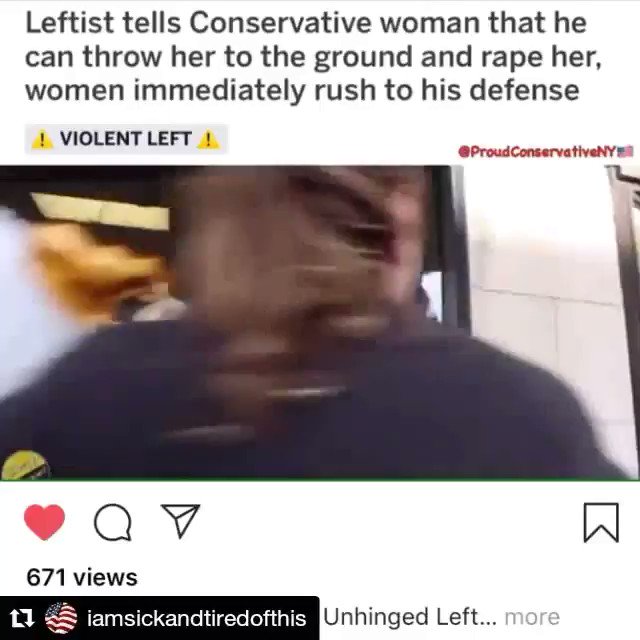 Leftist tells Conservative woman that he
can throw her to the ground and rape her,
women immediately rush to his defense
⚠ VIOLENT LEFT ⚠
@ProudConservativeNY
671 views
iamsickandtiredofthis Unhinged Left... more